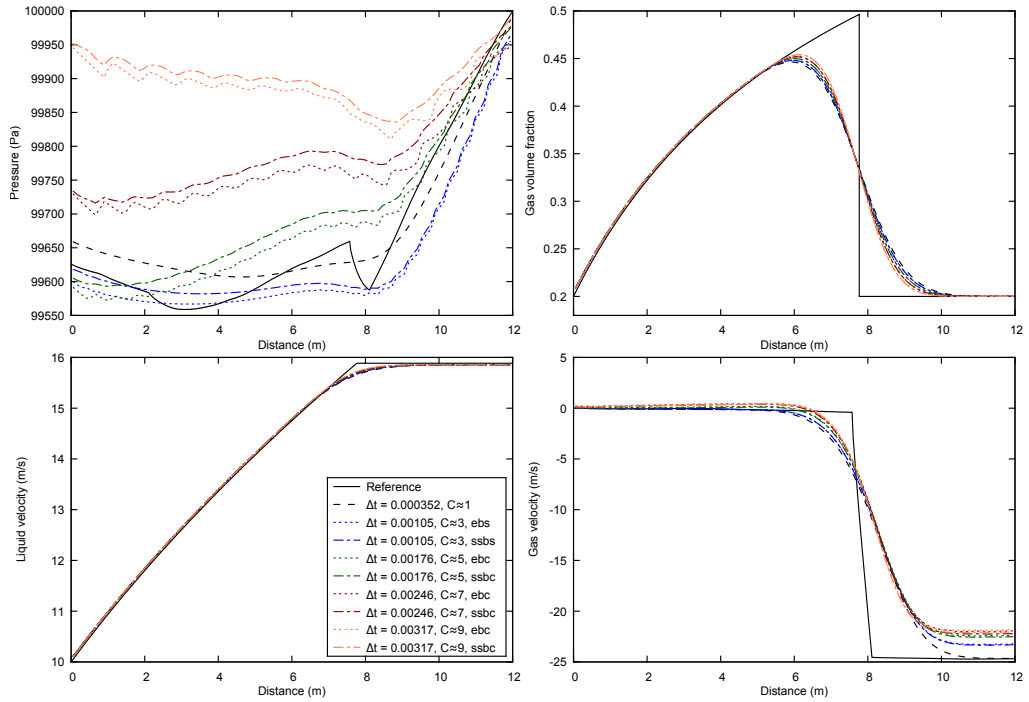 100000
99950
99900
99850
99800
99750
99700
99650
99600
99550
Pressure (Pa)
0 2 4 6 8 10 12
Distance (m)
0.5
0.45
0.4
0.35
0.3
0.25
0.2
Gas volume fraction
0 2 4 6 8 10 12
Distance (m)
16
15
14
13
12
11
10
Liquid velocity (m/s)
0 2 4 6 8 10 12
Distance (m)
Reference
Δt = 0.000352, C≈1
Δt = 0.00105, C≈3, ebs
Δt = 0.00105, C≈3, ssbs
Δt = 0.00176, C≈5, ebc
Δt = 0.00176, C≈5, ssbc
Δt = 0.00246, C≈7, ebc
Δt = 0.00246, C≈7, ssbc
Δt = 0.00317, C≈9, ebc
Δt = 0.00317, C≈9, ssbc
5
0
-5
-10
-15
-20
-25
Gas velocity (m/s)
0 2 4 6 8 10 12
Distance (m)